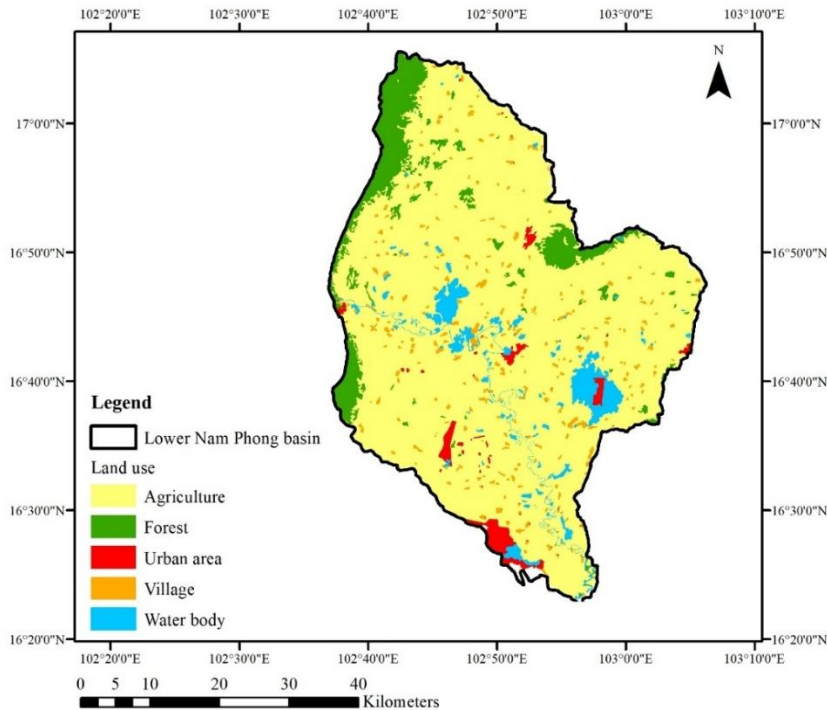 102°20'0"E 102°30'0"E 102°40'0"E 102°50'0"E 103°0'0"E 103°10'0"E
N
17°0'0"N 17°0'0"N
16°50'0"N 16°50'0"N
16°40'0"N 16°40'0"N
Legend
Lower Nam Phong basin
Land use
Agriculture
16°30'0"N 16°30'0"N
Forest
Urban area
Village
Water body
16°20'0"N 16°20'0"N
102°20'0"E 102°30'0"E 102°40'0"E 102°50'0"E 103°0'0"E 103°10'0"E
0 5 10 20 30 40
Kilometers